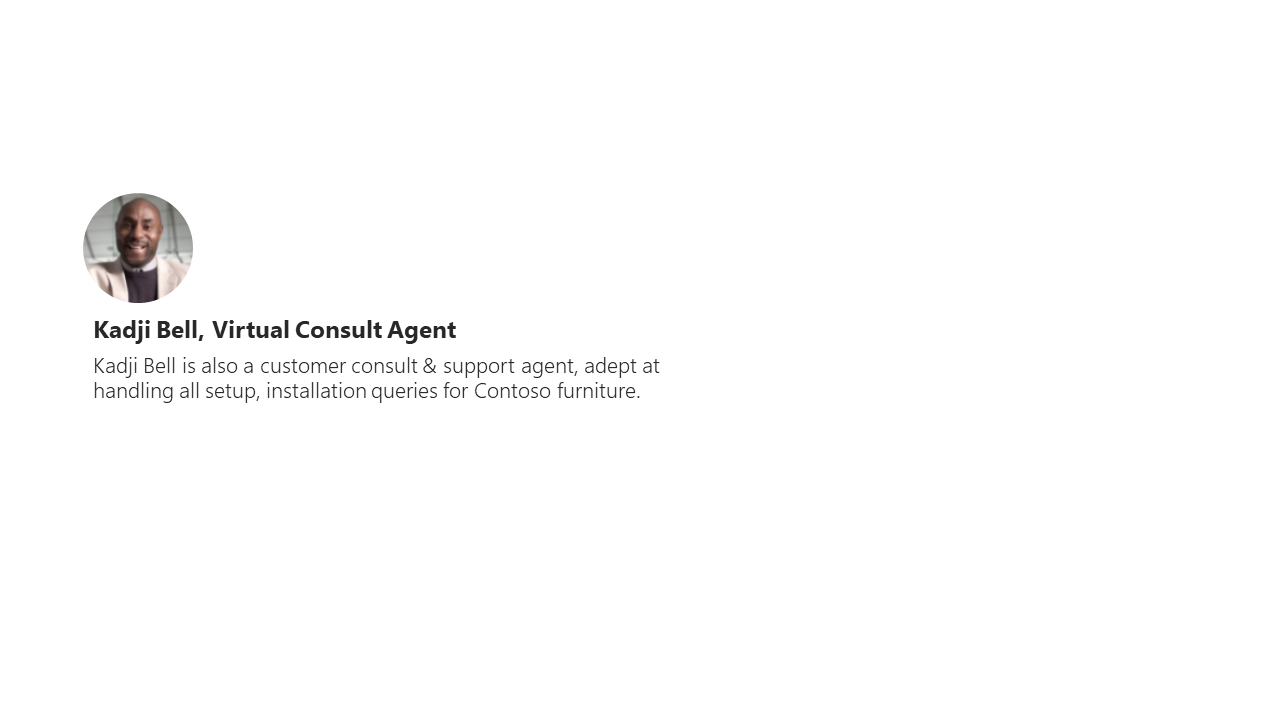 Kadji Bell, Virtual Consult Agent
Kadji Bell is also a customer consult & support agent, adept at
handling all setup, installation queries for Contoso furniture.